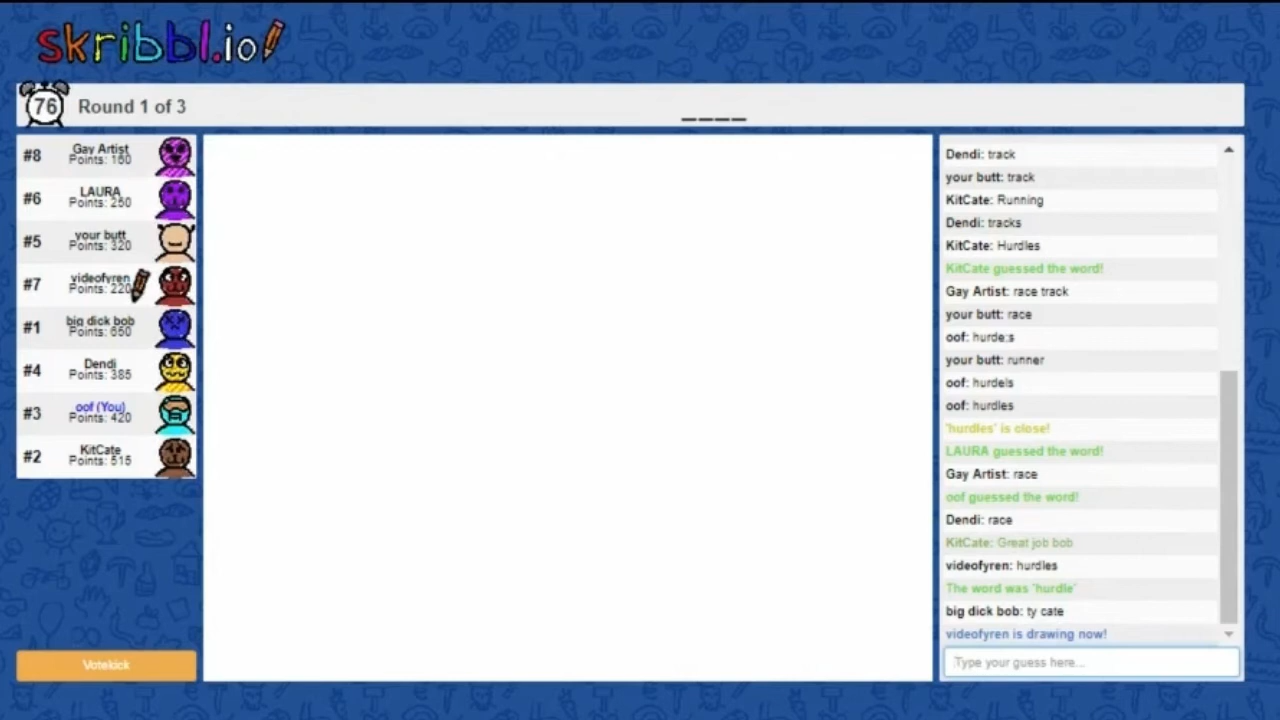 skribbl.io
76
Round 1 of 3
____
#8
Gay Artist
Points: 160
#6
LAURA
Points: 250
#5
your butt
Points: 320
#7
videofyren
Points: 220
#1
big dick bob
Points: 650
#4
Dendi
Points: 385
#3
oof (You)
Points: 420
#2
KitCate
Points: 515
Votekick
Dendi: track
your butt: track
KitCate: Running
Dendi: tracks
KitCate: Hurdles
KitCate guessed the word!
Gay Artist: race track
your butt: race
oof: hurde;s
your butt: runner
oof: hurdels
oof: hurdles
'hurdles' is close!
LAURA guessed the word!
Gay Artist: race
oof guessed the word!
Dendi: race
KitCate: Great job bob
videofyren: hurdles
The word was 'hurdle'
big dick bob: ty cate
videofyren is drawing now!
Type your guess here...